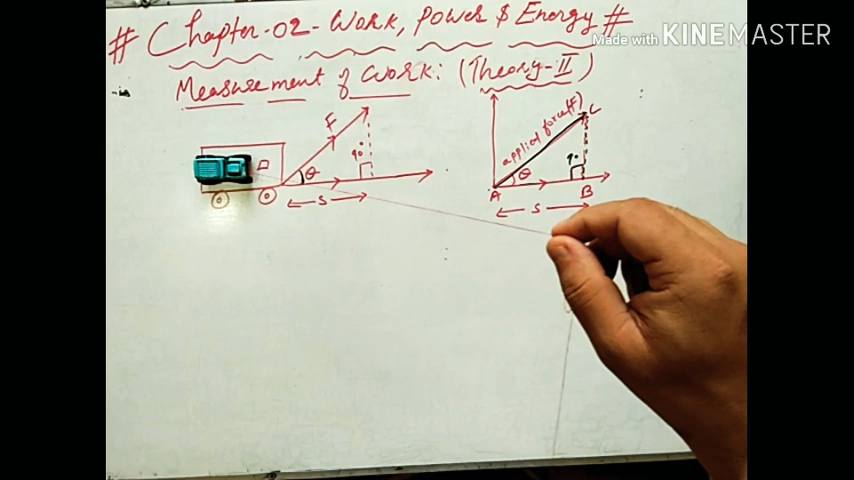 # Chapter-02-Work, Power & Energy #
Made with KINEMASTER
Measurement of Work: (Theory-II)
F
90°
θ
S
applied force(F)
C
90°
θ
A
B
S